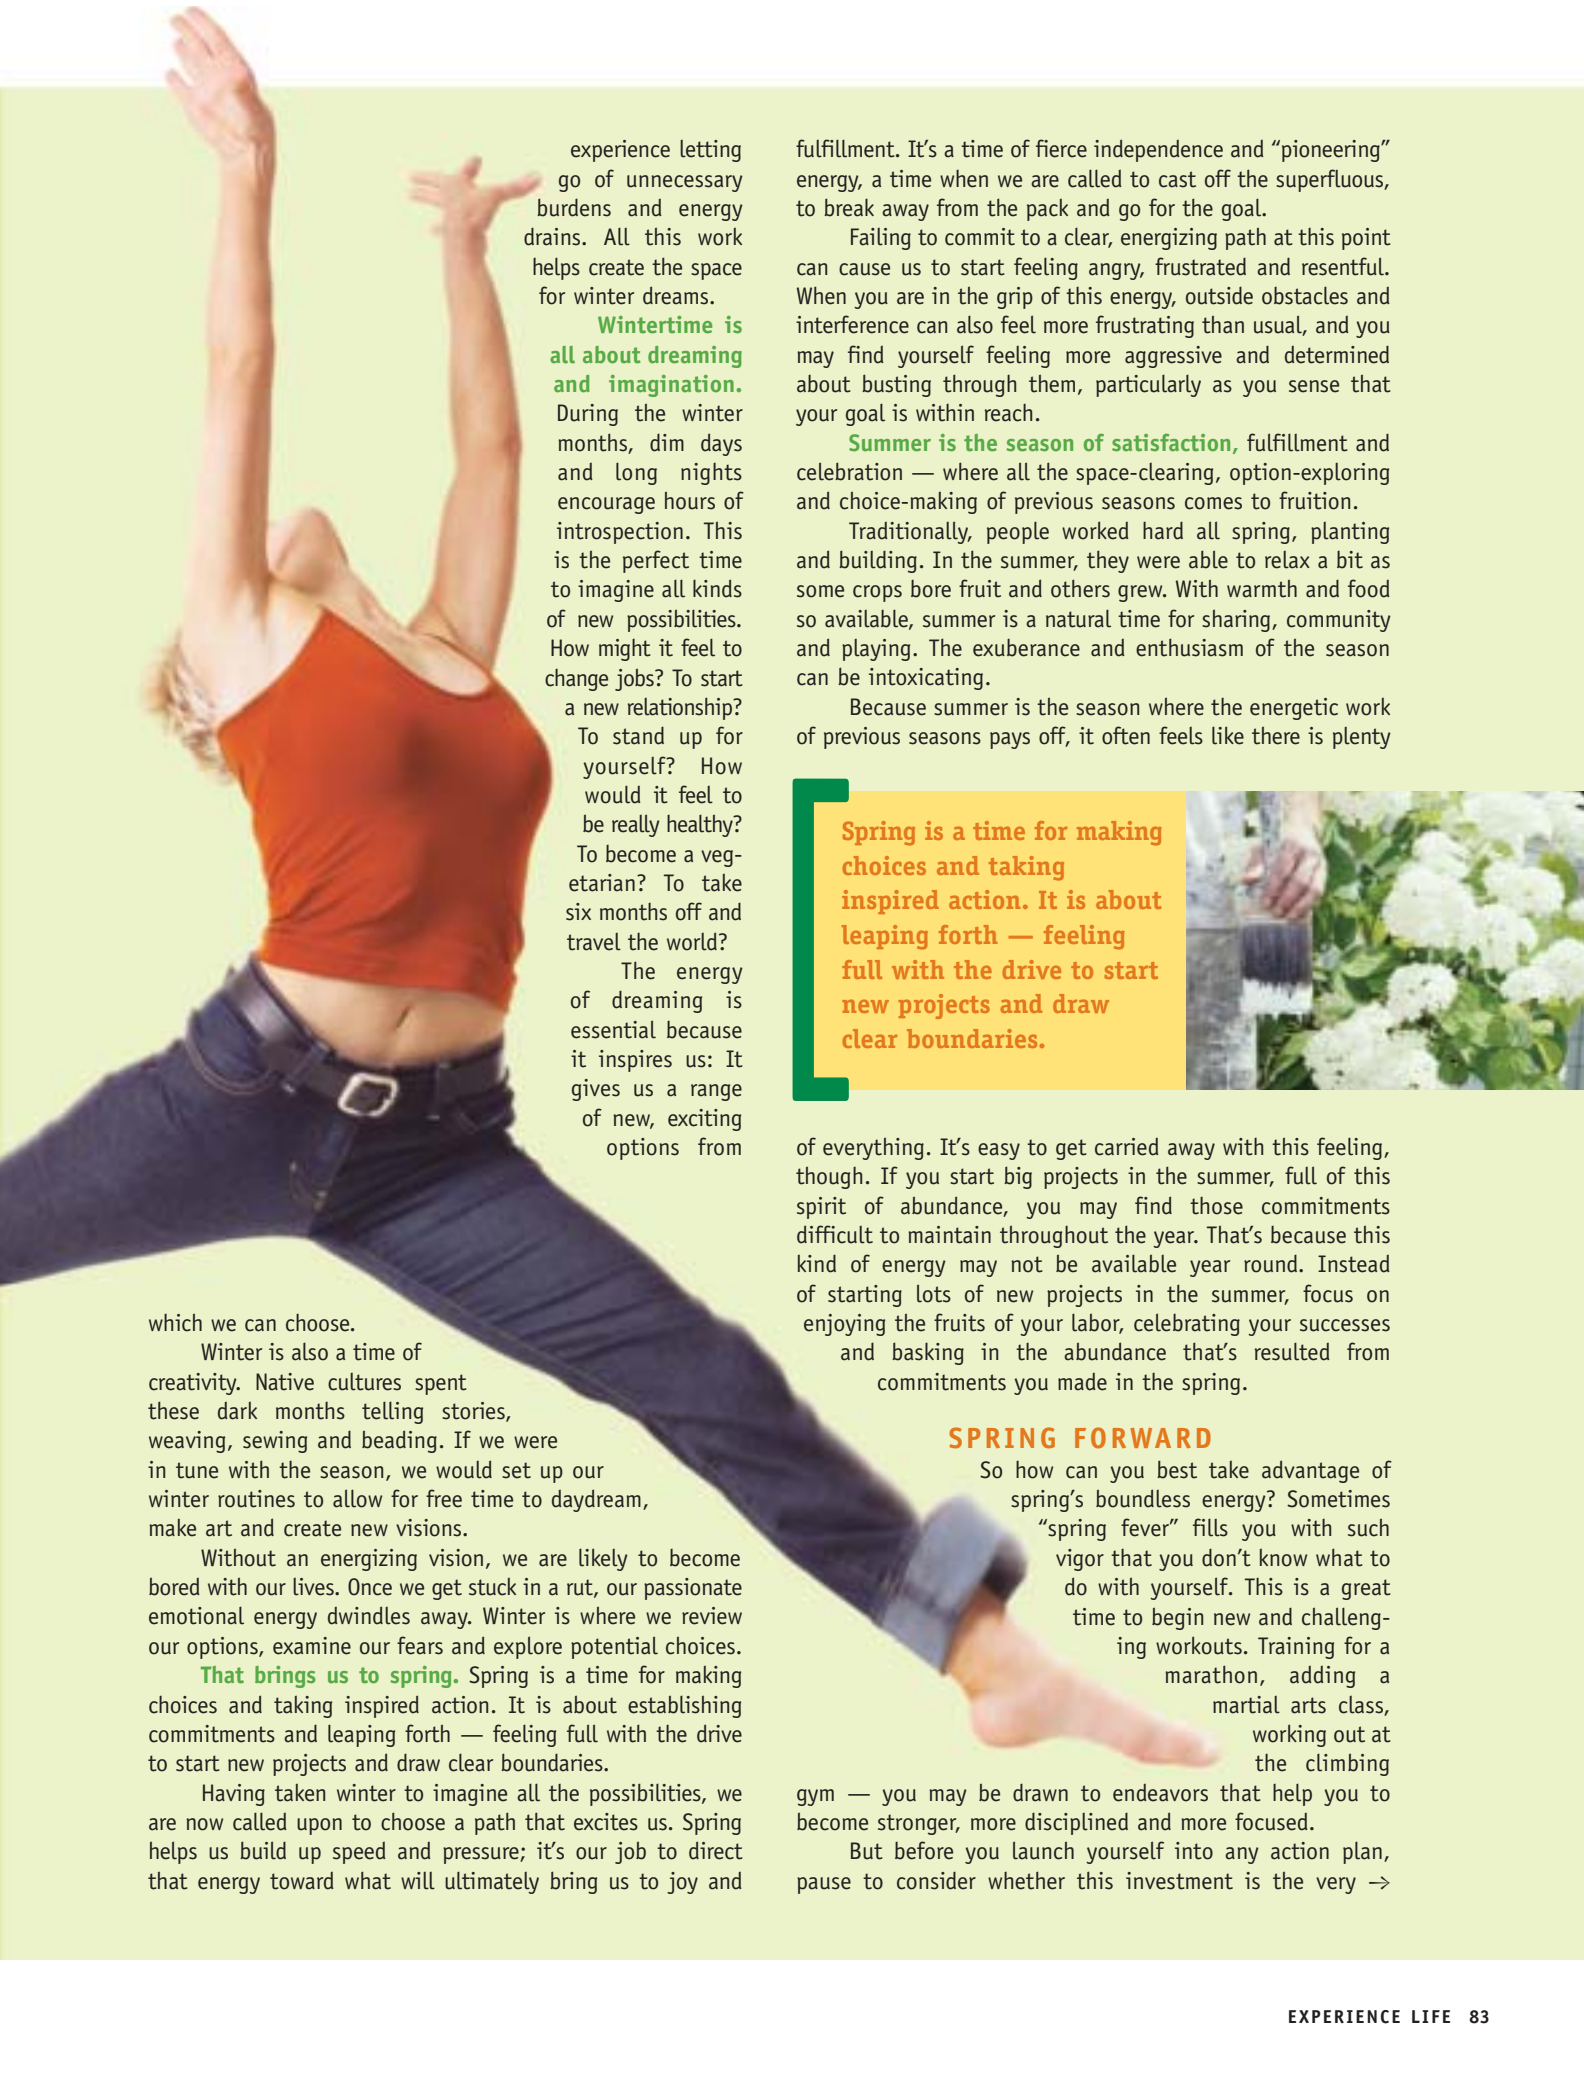 experience letting
go of unnecessary
burdens and energy
drains. All this work
helps create the space
for winter dreams.
Wintertime is
all about dreaming
and imagination.
During the winter
months, dim days
and long nights
encourage hours of
introspection. This
is the perfect time
to imagine all kinds
of new possibilities.
How might it feel to
change jobs? To start
a new relationship?
To stand up for
yourself? How
would it feel to
be really healthy?
To become a veg-
etarian? To take
six months off and
travel the world?
The energy
of dreaming is
essential because
it inspires us: It
gives us a range
of new, exciting
options from
which we can choose.
Winter is also a time of
creativity. Native cultures spent
these dark months telling stories,
weaving, sewing and beading. If we were
in tune with the season, we would set up our
winter routines to allow for free time to daydream,
make art and create new visions.
Without an energizing vision, we are likely to become
bored with our lives. Once we get stuck in a rut, our passionate
emotional energy dwindles away. Winter is where we review
our options, examine our fears and explore potential choices.
That brings us to spring. Spring is a time for making
choices and taking inspired action. It is about establishing
commitments and leaping forth — feeling full with the drive
to start new projects and draw clear boundaries.
Having taken winter to imagine all the possibilities, we
are now called upon to choose a path that excites us. Spring
helps us build up speed and pressure; it's our job to direct
that energy toward what will ultimately bring us to joy and
fulfillment. It's a time of fierce independence and “pioneering”
energy, a time when we are called to cast off the superfluous,
to break away from the pack and go for the goal.
Failing to commit to a clear, energizing path at this point
can cause us to start feeling angry, frustrated and resentful.
When you are in the grip of this energy, outside obstacles and
interference can also feel more frustrating than usual, and you
may find yourself feeling more aggressive and determined
about busting through them, particularly as you sense that
your goal is within reach.
Summer is the season of satisfaction, fulfillment and
celebration — where all the space-clearing, option-exploring
and choice-making of previous seasons comes to fruition.
Traditionally, people worked hard all spring, planting
and building. In the summer, they were able to relax a bit as
some crops bore fruit and others grew. With warmth and food
so available, summer is a natural time for sharing, community
and playing. The exuberance and enthusiasm of the season
can be intoxicating.
Because summer is the season where the energetic work
of previous seasons pays off, it often feels like there is plenty
Spring is a time for making
choices and taking
inspired action. It is about
leaping forth — feeling
full with the drive to start
new projects and draw
clear boundaries.
of everything. It's easy to get carried away with this feeling,
though. If you start big projects in the summer, full of this
spirit of abundance, you may find those commitments
difficult to maintain throughout the year. That's because this
kind of energy may not be available year round. Instead
of starting lots of new projects in the summer, focus on
enjoying the fruits of your labor, celebrating your successes
and basking in the abundance that's resulted from
commitments you made in the spring.
SPRING FORWARD
So how can you best take advantage of
spring's boundless energy? Sometimes
“spring fever” fills you with such
vigor that you don't know what to
do with yourself. This is a great
time to begin new and challeng-
ing workouts. Training for a
marathon, adding a
martial arts class,
working out at
the climbing
gym — you may be drawn to endeavors that help you to
become stronger, more disciplined and more focused.
But before you launch yourself into any action plan,
pause to consider whether this investment is the very →
EXPERIENCE LIFE 83